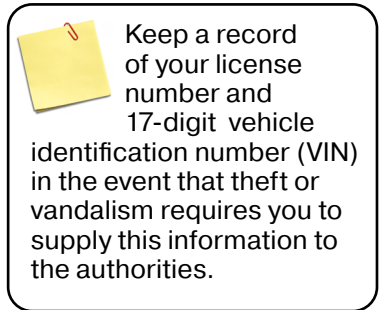 Keep a record
of your license
number and
17-digit vehicle
identification number (VIN)
in the event that theft or
vandalism requires you to
supply this information to
the authorities.